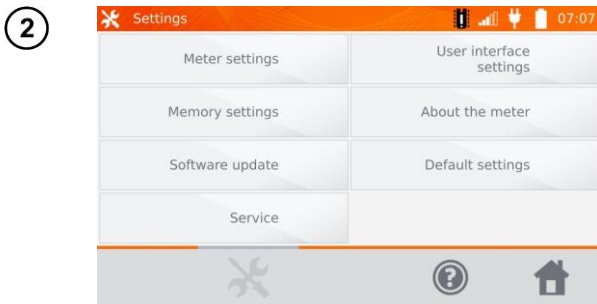 2
Settings
07:07
Meter settings
User interface
settings
Memory settings
About the meter
Software update
Default settings
Service
?